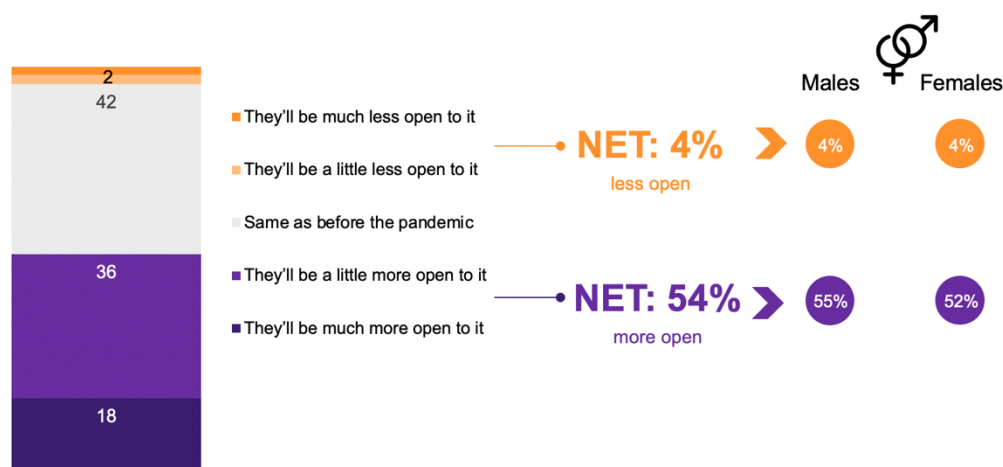 2
42
36
18
They'll be much less open to it
They'll be a little less open to it
Same as before the pandemic
They'll be a little more open to it
They'll be much more open to it
NET: 4%
less open
NET: 54%
more open
Males Females
4% 4%
55% 52%